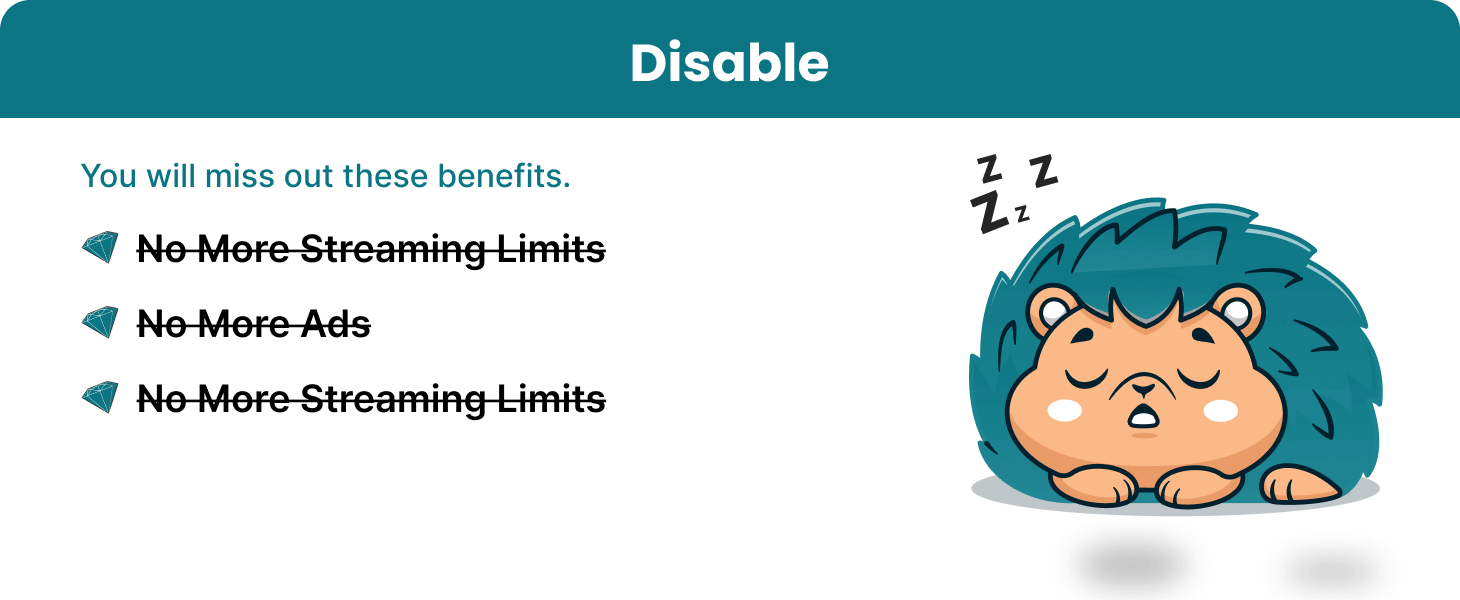 Disable
You will miss out these benefits.
No More Streaming Limits
No More Ads
No More Streaming Limits
z z
z z